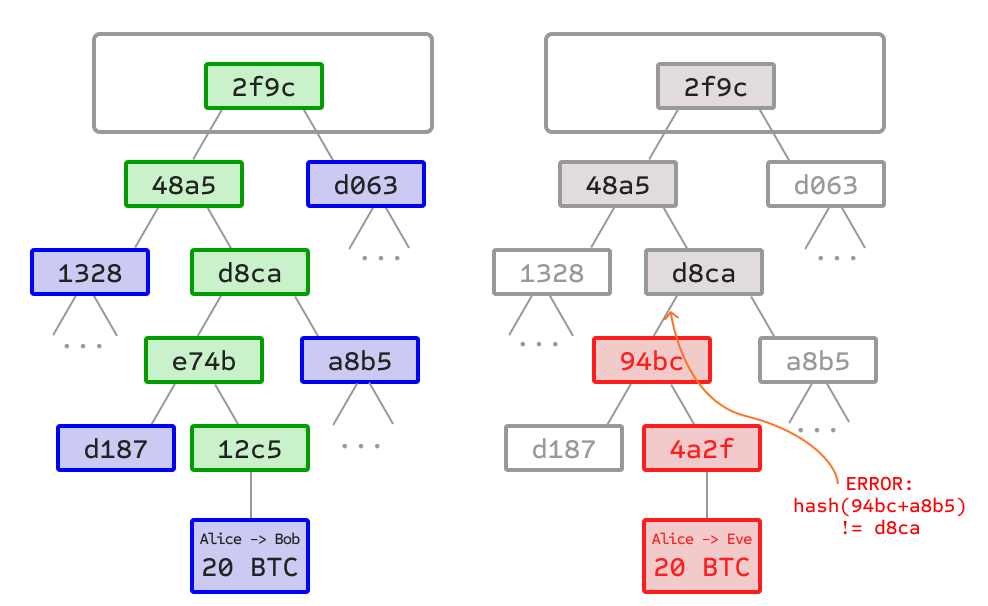 2f9c
48a5
d063
1328
d8ca
. . .
. . .
e74b
a8b5
d187
12c5
. . .
Alice -> Bob
20 BTC
2f9c
48a5
d063
1328
d8ca
. . .
. . .
94bc
a8b5
d187
4a2f
. . .
Alice -> Eve
20 BTC
ERROR:
hash(94bc+a8b5)
!= d8ca